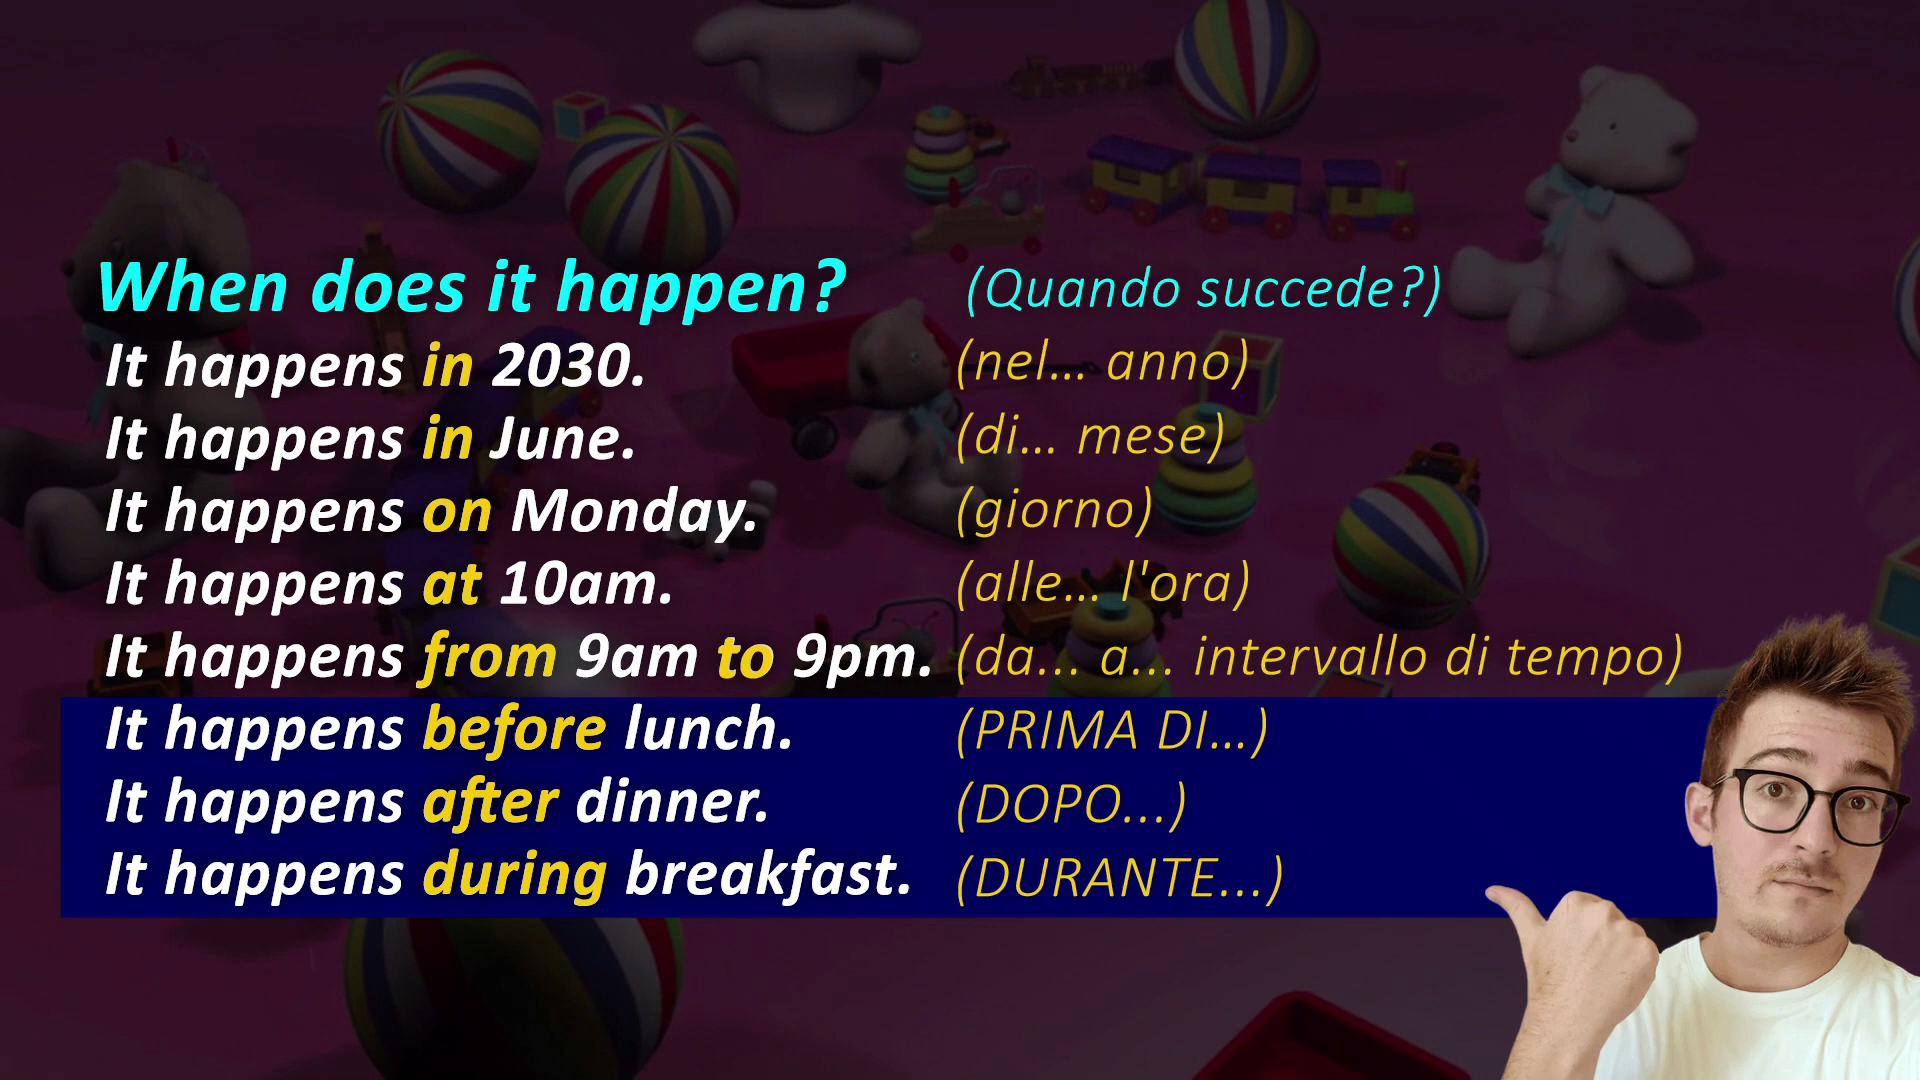 When does it happen? (Quando succede?)
It happens in 2030. (nel... anno)
It happens in June. (di... mese)
It happens on Monday. (giorno)
It happens at 10am. (alle... l'ora)
It happens from 9am to 9pm. (da... a... intervallo di tempo)
It happens before lunch. (PRIMA DI...)
It happens after dinner. (DOPO...)
It happens during breakfast. (DURANTE...)